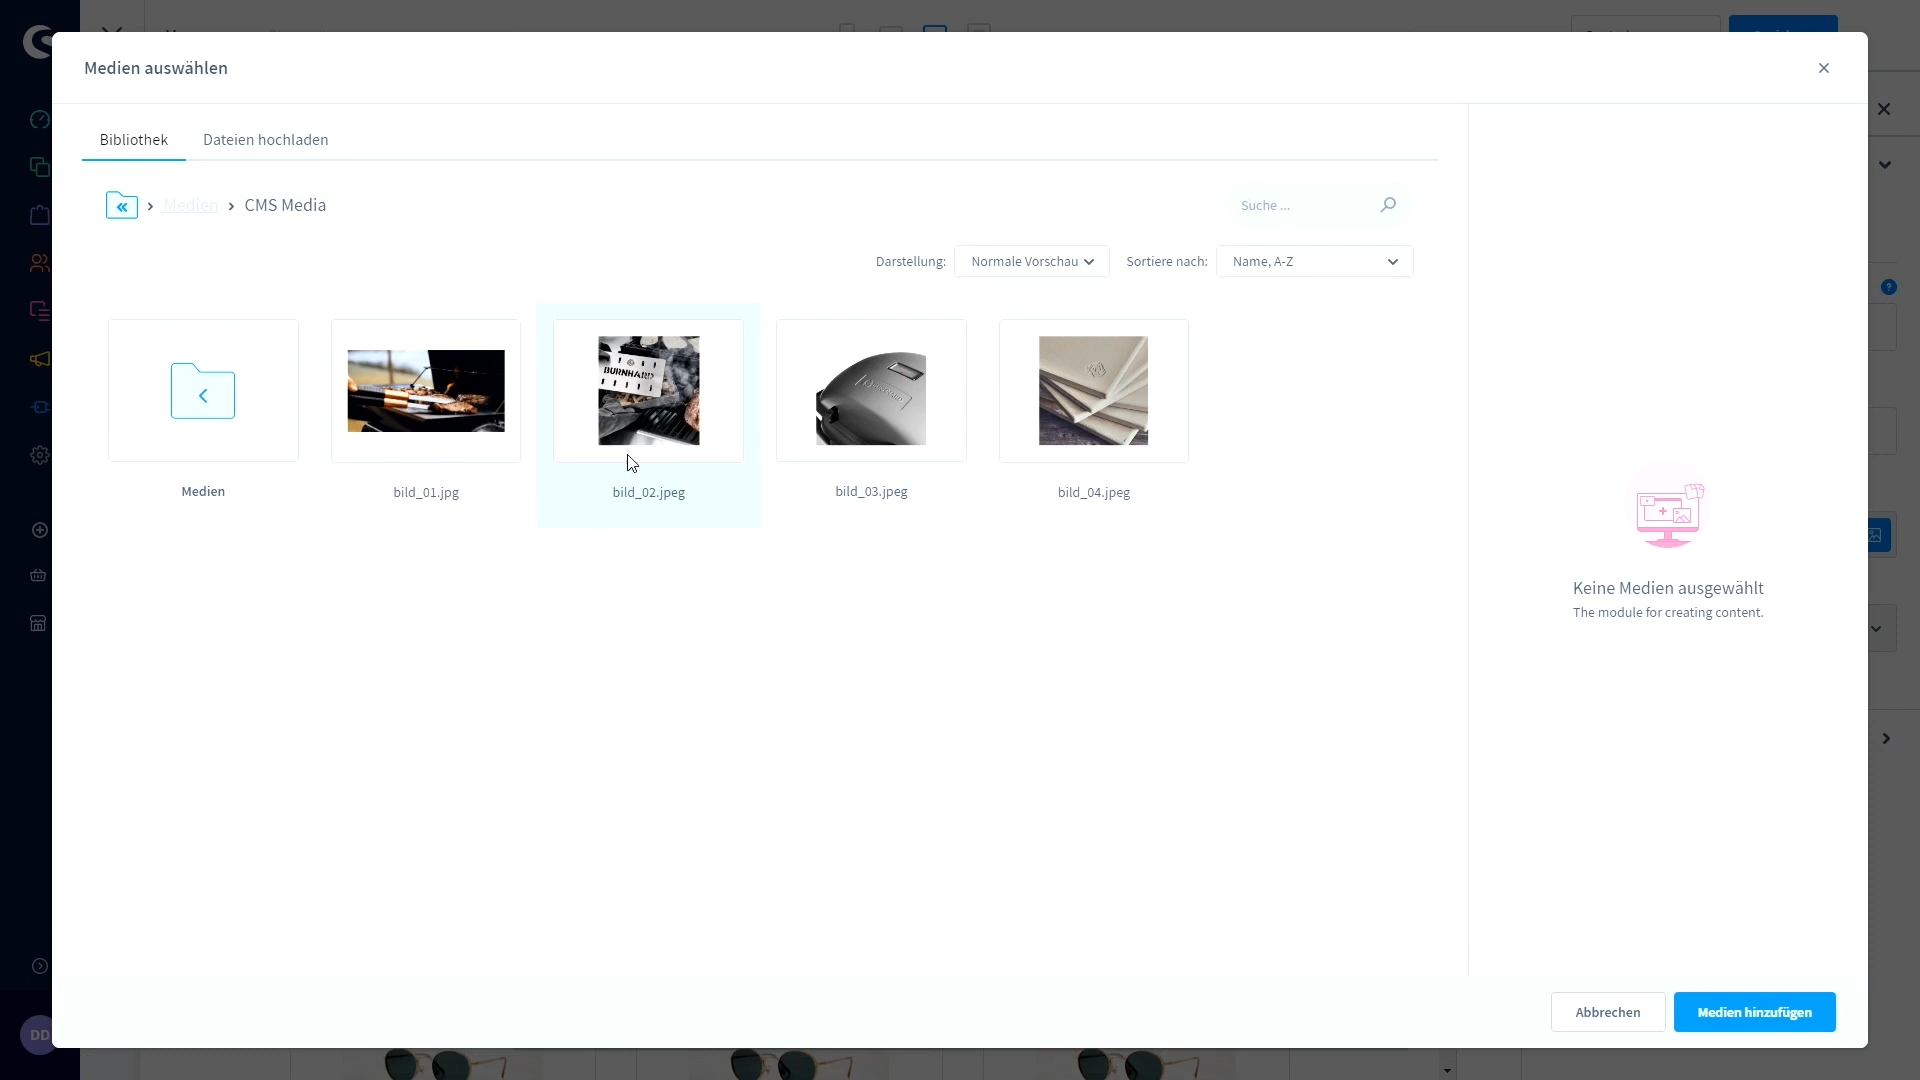 Medien auswählen
Bibliothek
Dateien hochladen
Medien
CMS Media
Suche ...
Darstellung:
Normale Vorschau
Sortiere nach:
Name, A-Z
BURNHARD
Medien
bild_01.jpg
bild_02.jpeg
bild_03.jpeg
bild_04.jpeg
Keine Medien ausgewählt
The module for creating content.
DD
Abbrechen
Medien hinzufügen